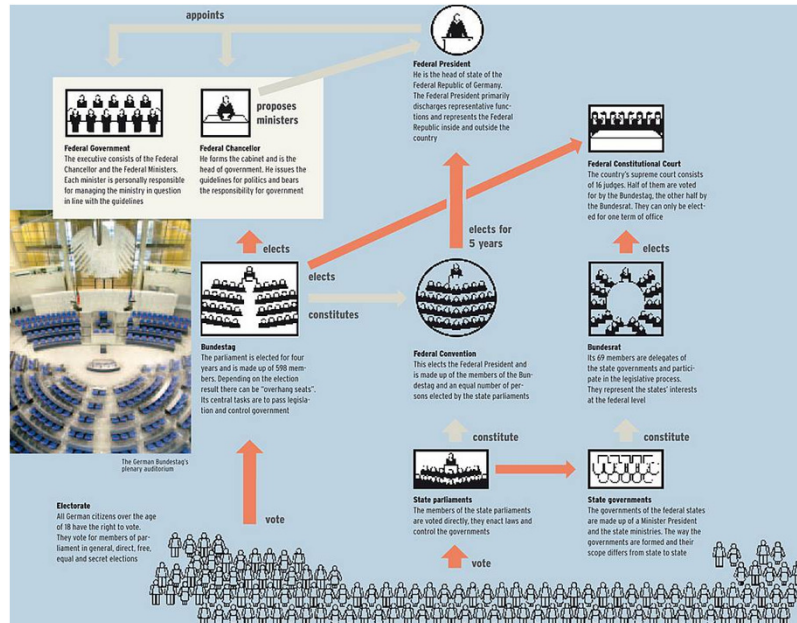 appoints
Federal President
He is the head of state of the
Federal Republic of Germany.
The Federal President primarily
discharges representative func-
tions and represents the Federal
Republic inside and outside the
country
proposes
ministers
Federal Government
The executive consists of the Federal
Chancellor and the Federal Ministers.
Each minister is personally responsible
for managing the ministry in question
in line with the guidelines
Federal Chancellor
He forms the cabinet and is the
head of government. He issues the
guidelines for politics and bears
the responsibility for government
Federal Constitutional Court
The country's supreme court consists
of 16 judges. Half of them are voted
for by the Bundestag, the other half by
the Bundesrat. They can only be elect-
ed for one term of office
elects
elects
elects for
5 years
elects
constitutes
Bundestag
The parliament is elected for four
years and is made up of 598 mem-
bers. Depending on the election
result there can be "overhang seats".
Its central tasks are to pass legisla-
tion and control government
Federal Convention
This elects the Federal President and
is made up of the members of the Bun-
destag and an equal number of per-
sons elected by the state parliaments
Bundesrat
Its 69 members are delegates of
the state governments and partici-
pate in the legislative process.
They represent the states' interests
at the federal level
The German Bundestag's
plenary auditorium
constitute
constitute
State parliaments
The members of the state parliaments
are voted directly, they enact laws and
control the governments
State governments
The governments of the federal states
are made up of a Minister President
and the state ministries. The way the
governments are formed and their
scope differs from state to state
Electorate
All German citizens over the age
of 18 have the right to vote.
They vote for members of par-
liament in general, direct, free,
equal and secret elections
vote
vote